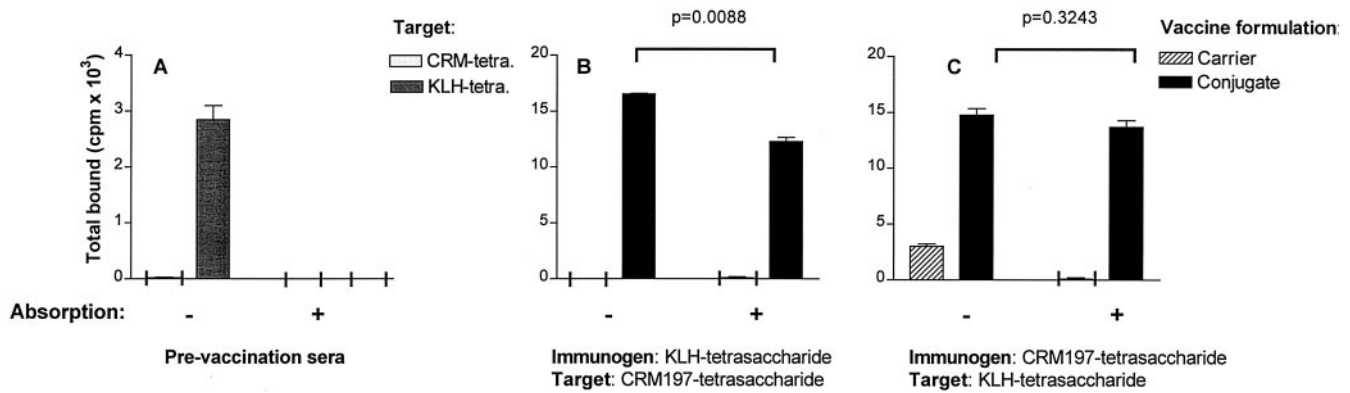 p=0.0088
p=0.3243
Target:
CRM-tetra.
KLH-tetra.
Vaccine formulation:
Carrier
Conjugate
A
B
C
Total bound (cpm x 10³)
4
3
2
1
0
20
15
10
5
0
20
15
10
5
0
Absorption: - + - + - +
Pre-vaccination sera
Immunogen: KLH-tetrasaccharide
Target: CRM197-tetrasaccharide
Immunogen: CRM197-tetrasaccharide
Target: KLH-tetrasaccharide